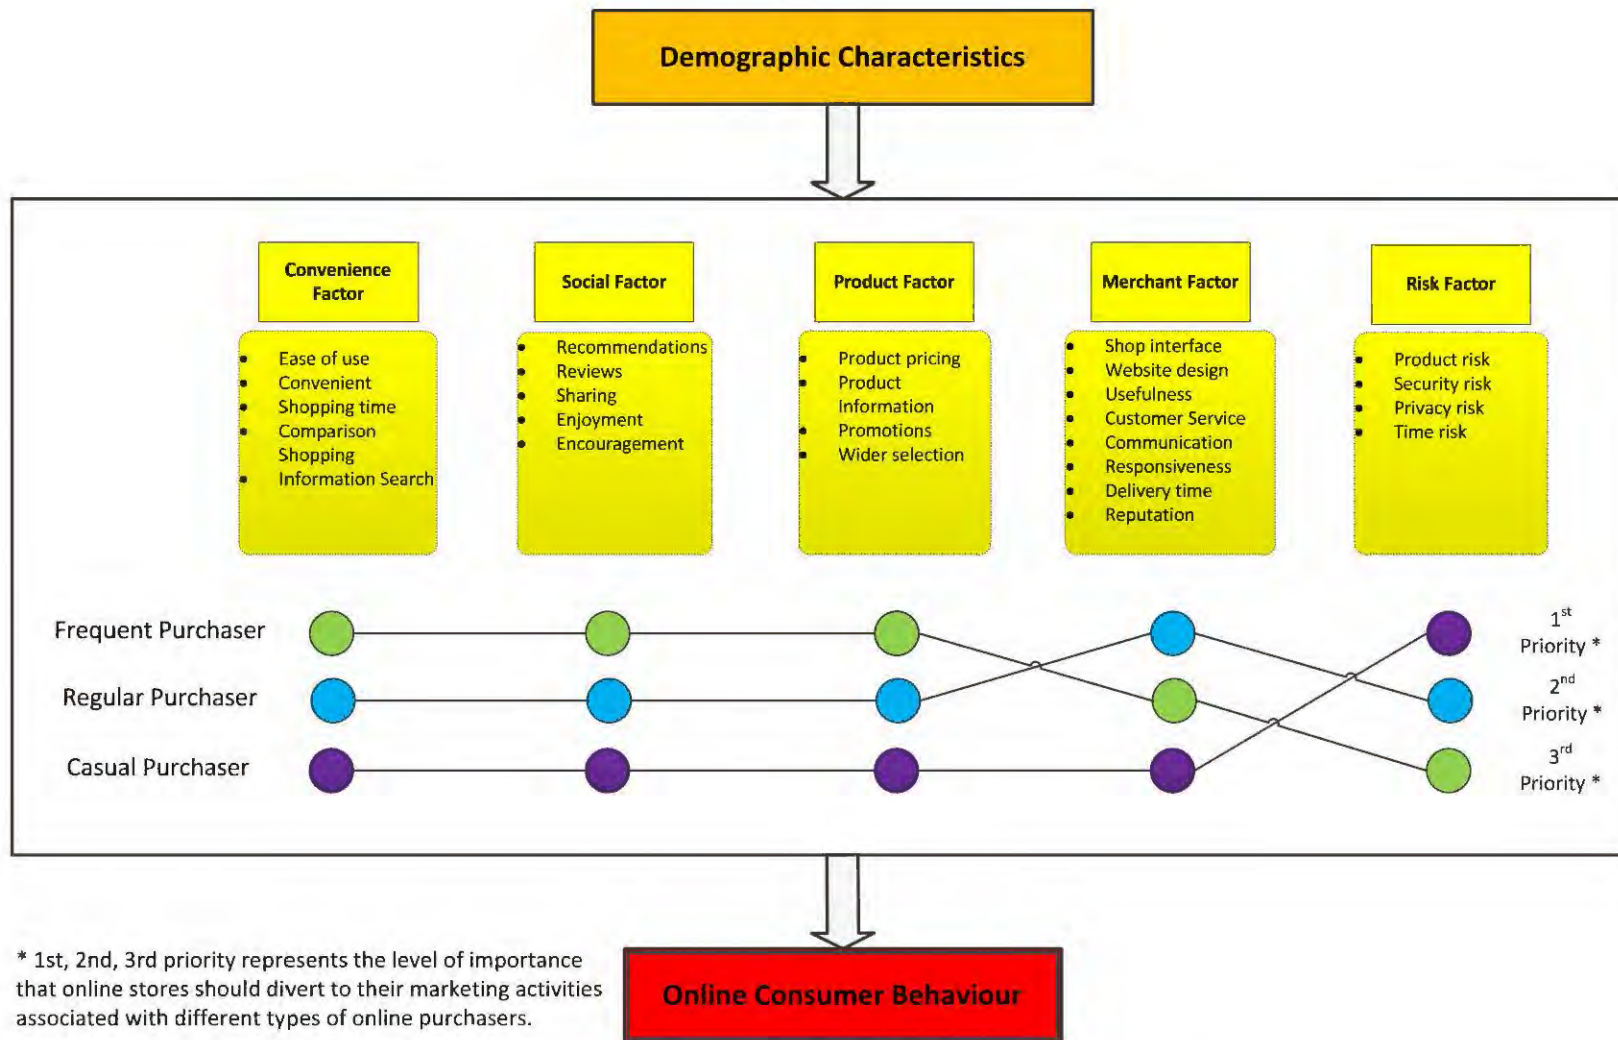 Demographic Characteristics
Convenience
Factor
Social Factor
Product Factor
Merchant Factor
Risk Factor
• Ease of use
• Convenient
• Shopping time
• Comparison
Shopping
• Information Search
• Recommendations
• Reviews
• Sharing
• Enjoyment
• Encouragement
• Product pricing
• Product
Information
• Promotions
• Wider selection
• Shop interface
• Website design
• Usefulness
• Customer Service
• Communication
• Responsiveness
• Delivery time
• Reputation
• Product risk
• Security risk
• Privacy risk
• Time risk
Frequent Purchaser
1st
Priority *
Regular Purchaser
2nd
Priority *
Casual Purchaser
3rd
Priority *
* 1st, 2nd, 3rd priority represents the level of importance
that online stores should divert to their marketing activities
associated with different types of online purchasers.
Online Consumer Behaviour